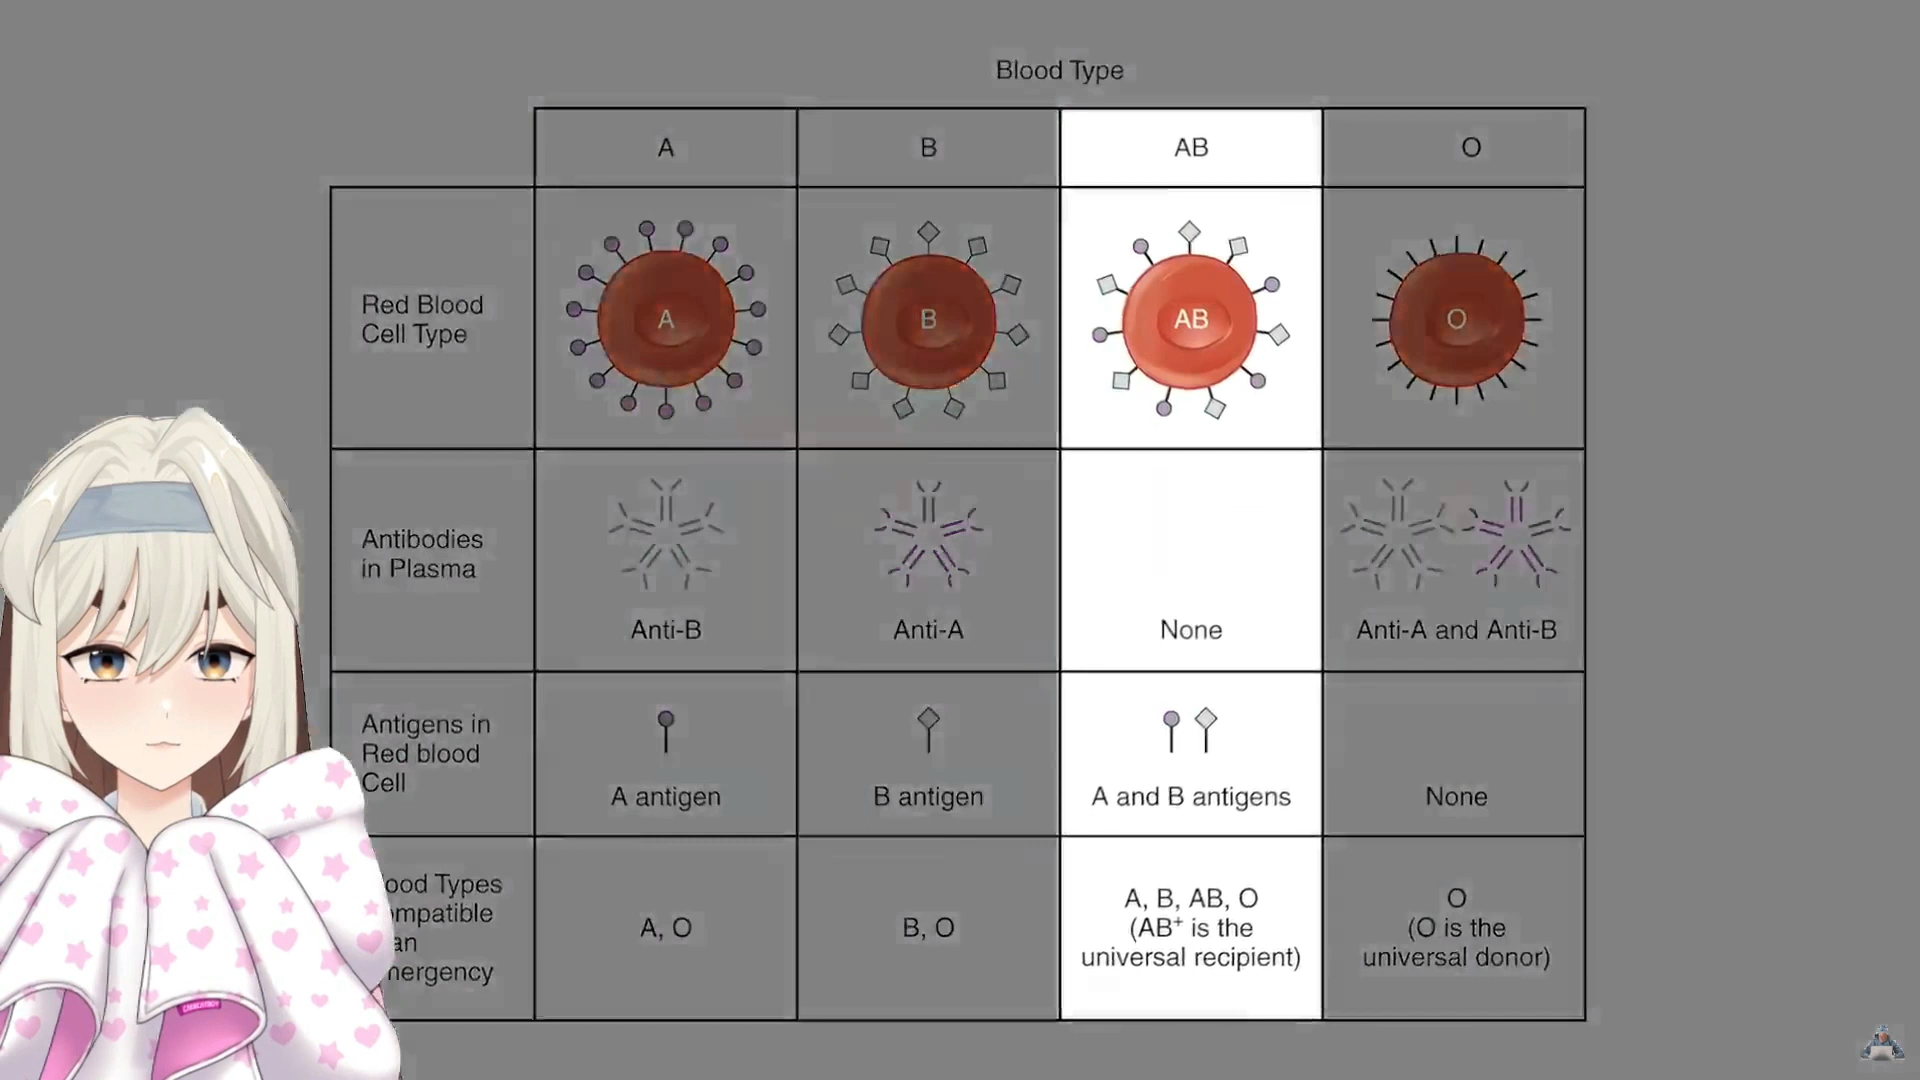 Blood Type
A
B
AB
O
Red Blood
Cell Type
A
B
AB
O
Antibodies
in Plasma
Anti-B
Anti-A
None
Anti-A and Anti-B
Antigens in
Red blood
Cell
A antigen
B antigen
A and B antigens
None
ood Types
ompatible
an
mergency
A, O
B, O
A, B, AB, O
(AB⁺ is the
universal recipient)
O
(O is the
universal donor)